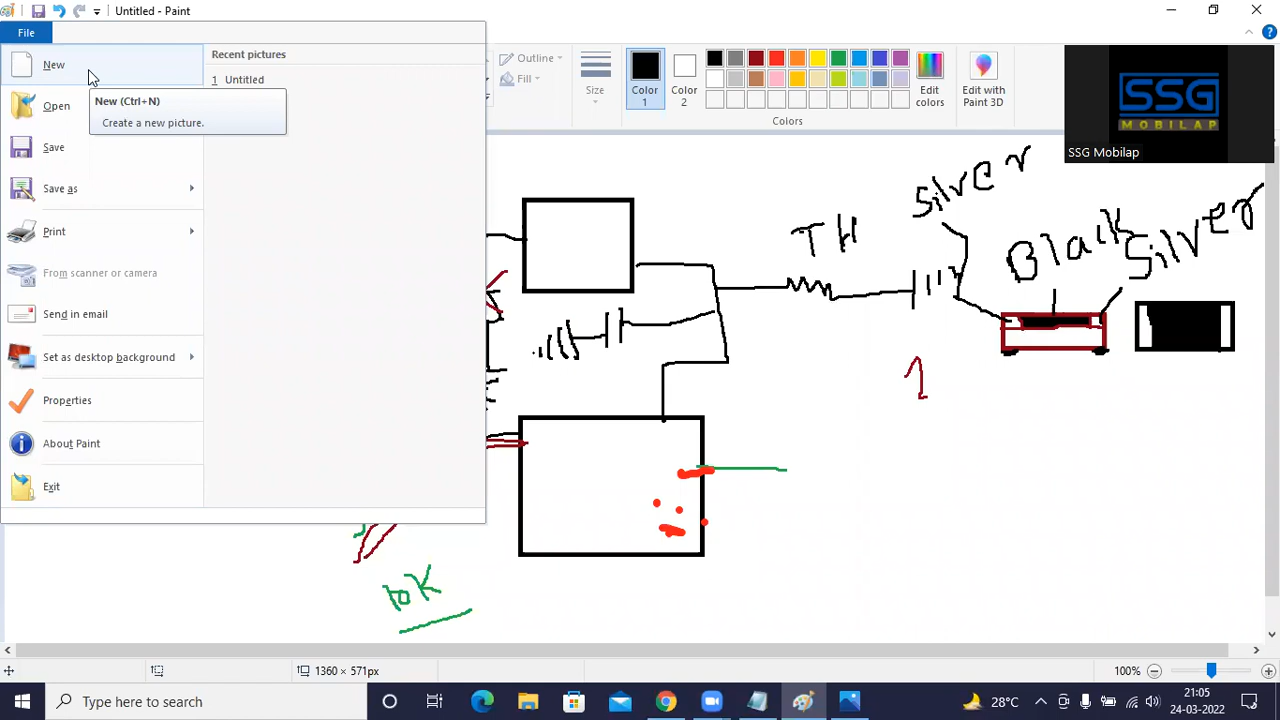 Untitled - Paint
File
Outline
Fill
Size
Color 1
Color 2
Edit colors
Edit with Paint 3D
Colors
New
Open
Save
Save as
Print
From scanner or camera
Send in email
Set as desktop background
Properties
About Paint
Exit
Recent pictures
1 Untitled
New (Ctrl+N)
Create a new picture.
SSG
MOBILAP
SSG Mobilap
Silver
TH
Black
Silver
1
OK
1360 × 571px
100%
Type here to search
28°C
21:05
24-03-2022